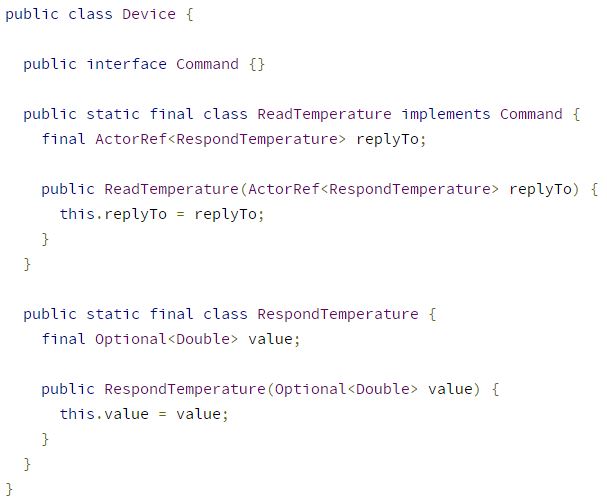 public class Device {
public interface Command {}
public static final class ReadTemperature implements Command {
final ActorRef<RespondTemperature> replyTo;
public ReadTemperature(ActorRef<RespondTemperature> replyTo) {
this.replyTo = replyTo;
}
}
public static final class RespondTemperature {
final Optional<Double> value;
public RespondTemperature(Optional<Double> value) {
this.value = value;
}
}
}